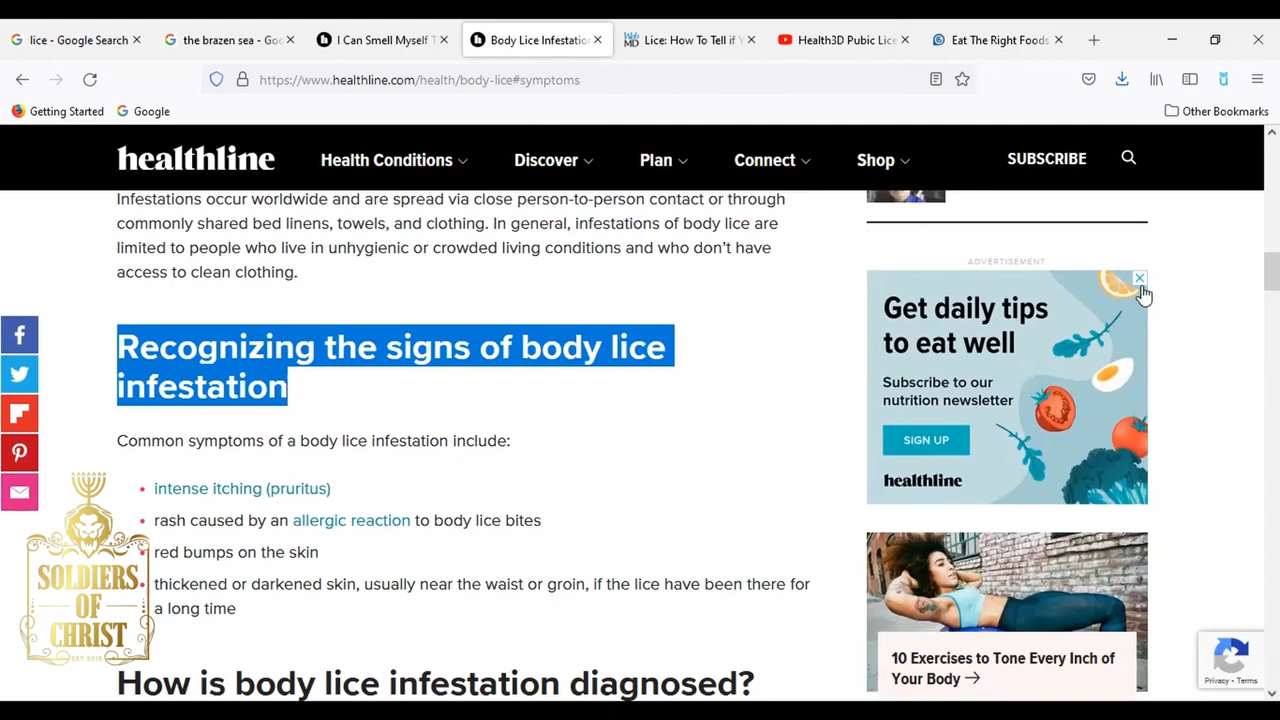 lice - Google Search
the brazen sea - Goo
I Can Smell Myself T
Body Lice Infestation
WebMD
Lice: How To Tell if Y
Health3D Pubic Lice
Eat The Right Foods
https://www.healthline.com/health/body-lice#symptoms
Getting Started
Google
Other Bookmarks
healthline
Health Conditions
Discover
Plan
Connect
Shop
SUBSCRIBE
Infestations occur worldwide and are spread via close person-to-person contact or through
commonly shared bed linens, towels, and clothing. In general, infestations of body lice are
limited to people who live in unhygienic or crowded living conditions and who don’t have
access to clean clothing.
Recognizing the signs of body lice
infestation
Common symptoms of a body lice infestation include:
• intense itching (pruritus)
• rash caused by an allergic reaction to body lice bites
• red bumps on the skin
• thickened or darkened skin, usually near the waist or groin, if the lice have been there for
a long time
How is body lice infestation diagnosed?
SOLDIERS
OF
CHRIST
ADVERTISEMENT
Get daily tips
to eat well
Subscribe to our
nutrition newsletter
SIGN UP
healthline
10 Exercises to Tone Every Inch of
Your Body →
Privacy - Terms